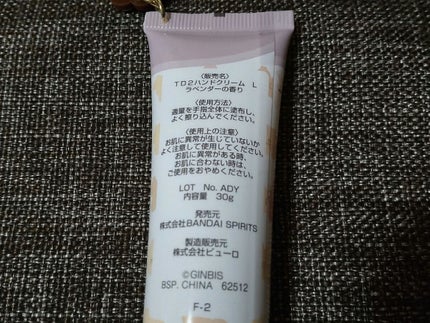 〈販売名〉
TD2ハンドクリーム L
ラベンダーの香り
〈使用方法〉
適量を手指全体に塗布し、
よく擦り込んでください。
〈使用上の注意〉
お肌に異常が生じていないか
よく注意して使用してください。
お肌に異常がある時、
お肌に合わない時は、
ご使用をおやめください。
LOT No. ADY
内容量 30g
発売元
株式会社BANDAI SPIRITS
製造販売元
株式会社ピューロ
©GINBIS
BSP. CHINA 62512
F-2